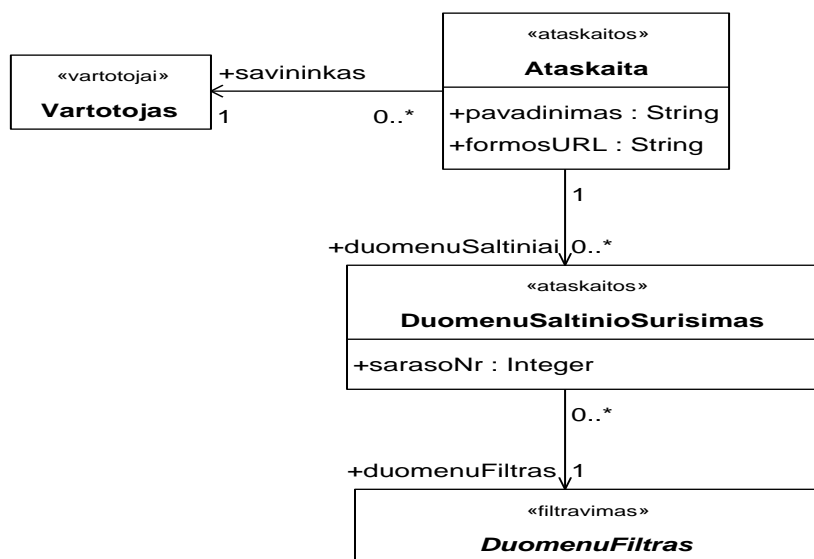 «ataskaitos»
Ataskaita
+pavadinimas : String
+formosURL : String
«vartotojai»
Vartotojas
+savininkas
1
0..*
1
+duomenuSaltiniai 0..*
«ataskaitos»
DuomenuSaltinioSurisimas
+sarasoNr : Integer
0..*
+duomenuFiltras 1
«filtravimas»
DuomenuFiltras